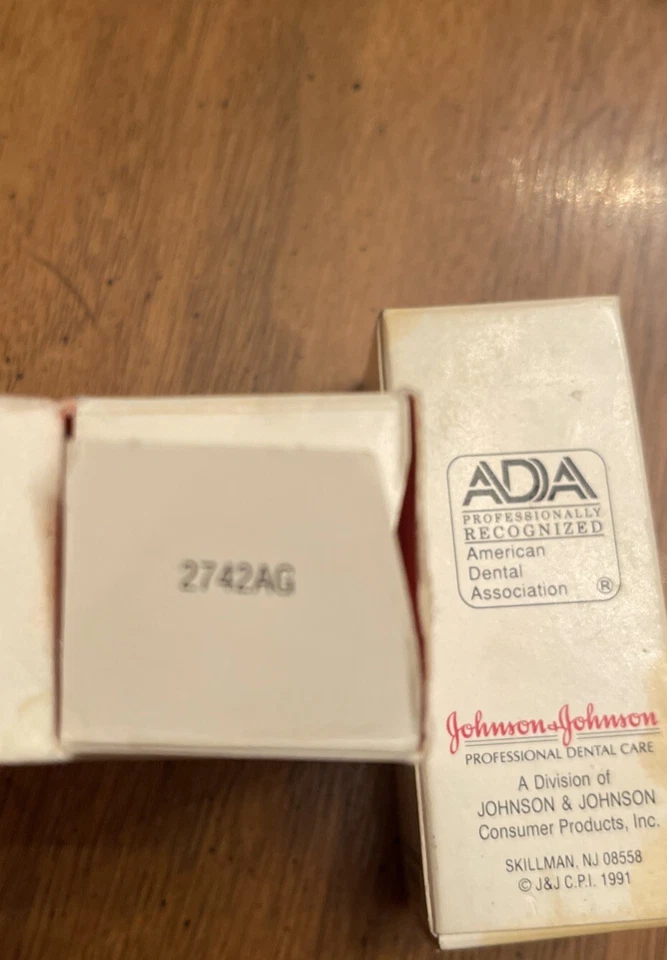 2742AG
ADA
PROFESSIONALLY
RECOGNIZED
American
Dental
Association ®
Johnson & Johnson
PROFESSIONAL DENTAL CARE
A Division of
JOHNSON & JOHNSON
Consumer Products, Inc.
SKILLMAN, NJ 08558
© J&J C.P.I. 1991